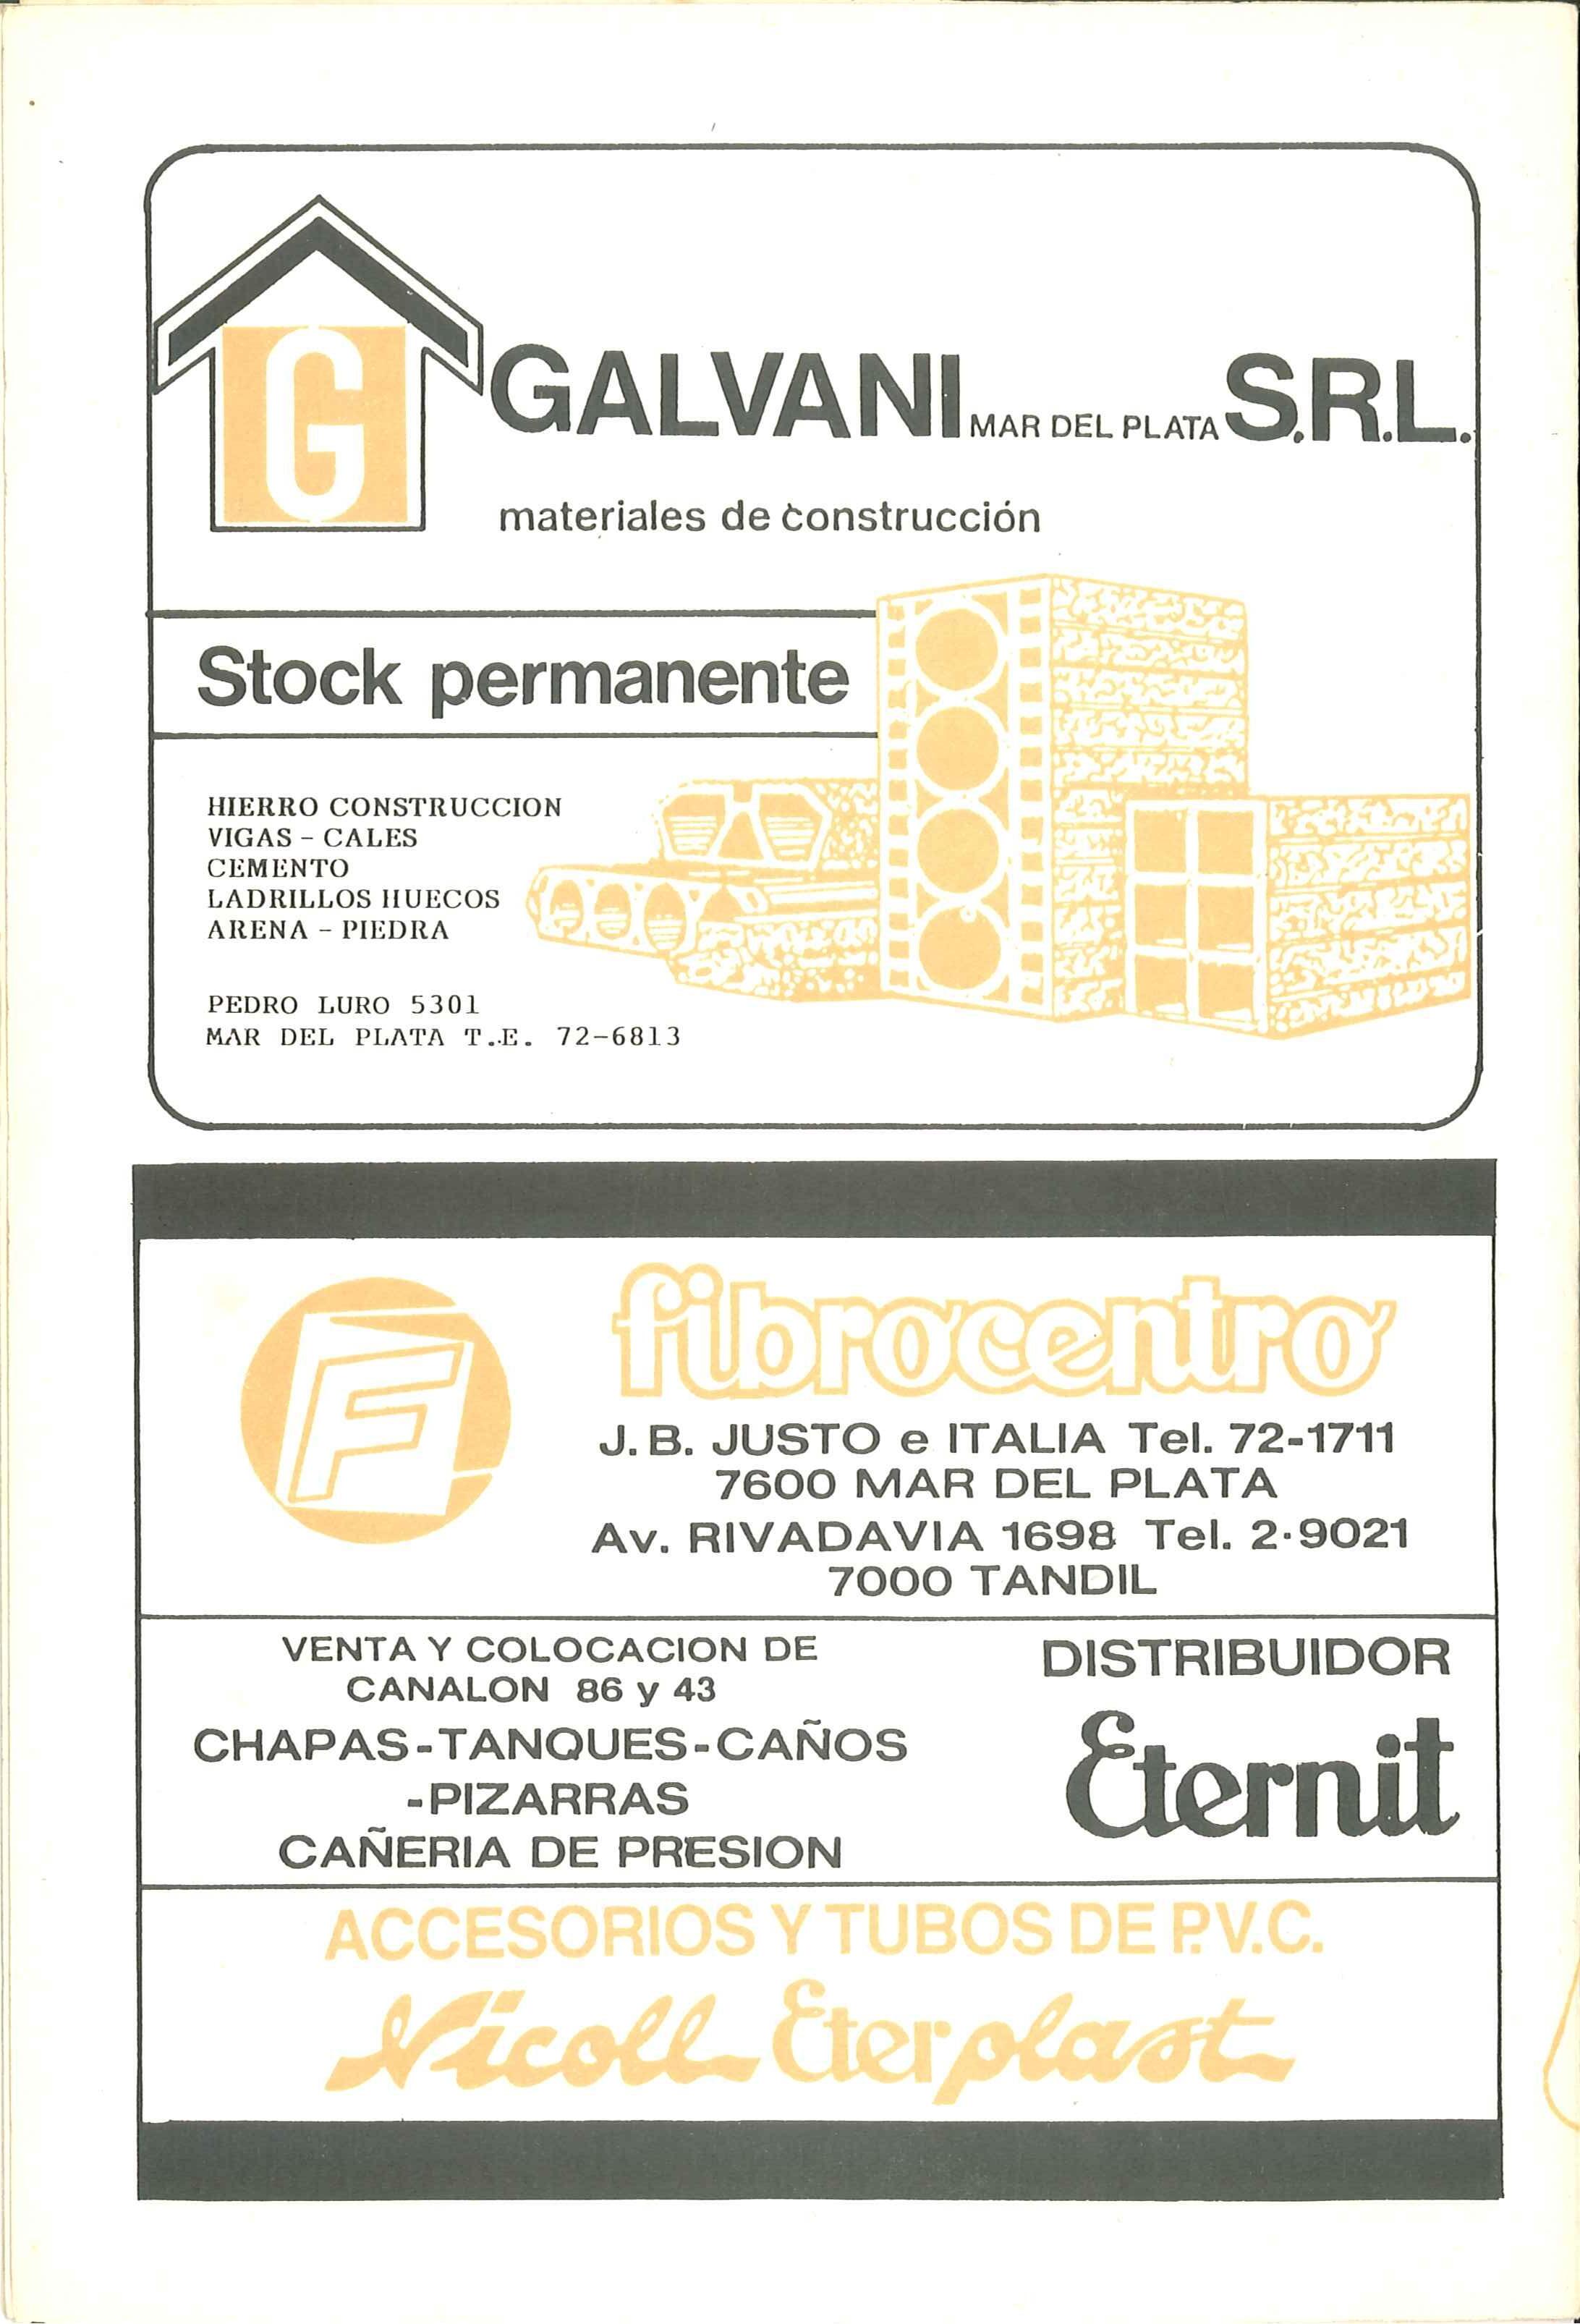 G
GALVANI MAR DEL PLATA S.R.L.
materiales de construcción
Stock permanente
HIERRO CONSTRUCCION
VIGAS - CALES
CEMENTO
LADRILLOS HUECOS
ARENA - PIEDRA
PEDRO LURO 5301
MAR DEL PLATA T.E. 72-6813
F
fibrocentro
J. B. JUSTO e ITALIA Tel. 72-1711
7600 MAR DEL PLATA
Av. RIVADAVIA 1698 Tel. 2-9021
7000 TANDIL
VENTA Y COLOCACION DE
CANALON 86 y 43
CHAPAS-TANQUES-CAÑOS
-PIZARRAS
CAÑERIA DE PRESION
DISTRIBUIDOR
Eternit
ACCESORIOS Y TUBOS DE P.V.C.
Nicoll Eterplast